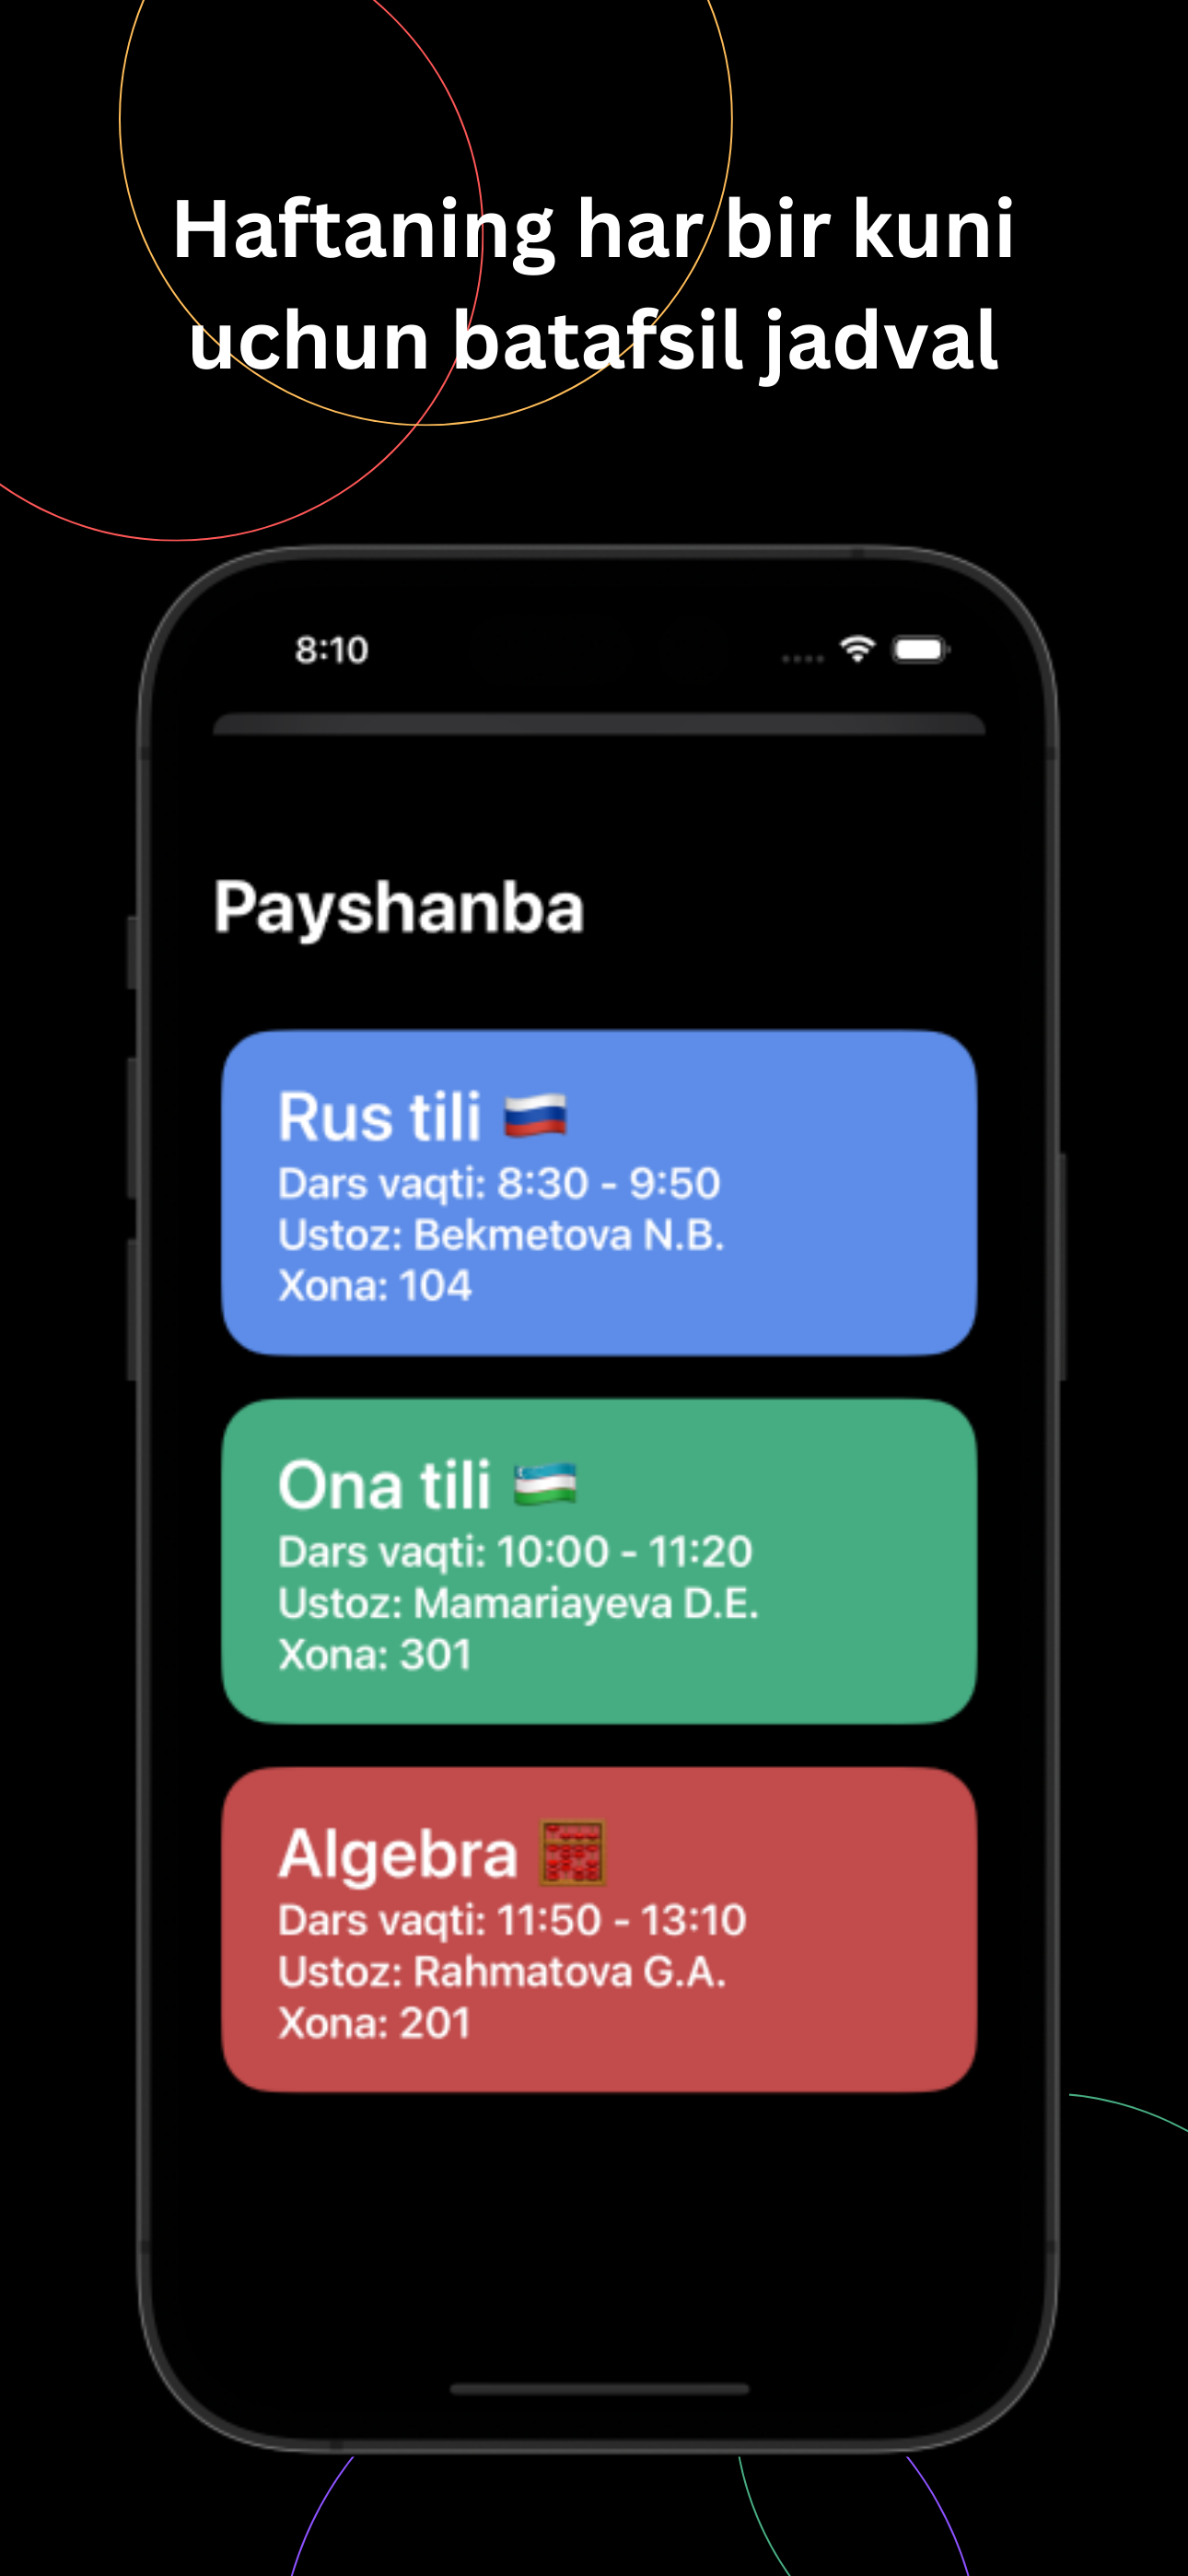 Haftaning har bir kuni
uchun batafsil jadval
8:10
Payshanba
Rus tili 🇷🇺
Dars vaqti: 8:30 - 9:50
Ustoz: Bekmetova N.B.
Xona: 104
Ona tili 🇺🇿
Dars vaqti: 10:00 - 11:20
Ustoz: Mamariayeva D.E.
Xona: 301
Algebra 🧮
Dars vaqti: 11:50 - 13:10
Ustoz: Rahmatova G.A.
Xona: 201